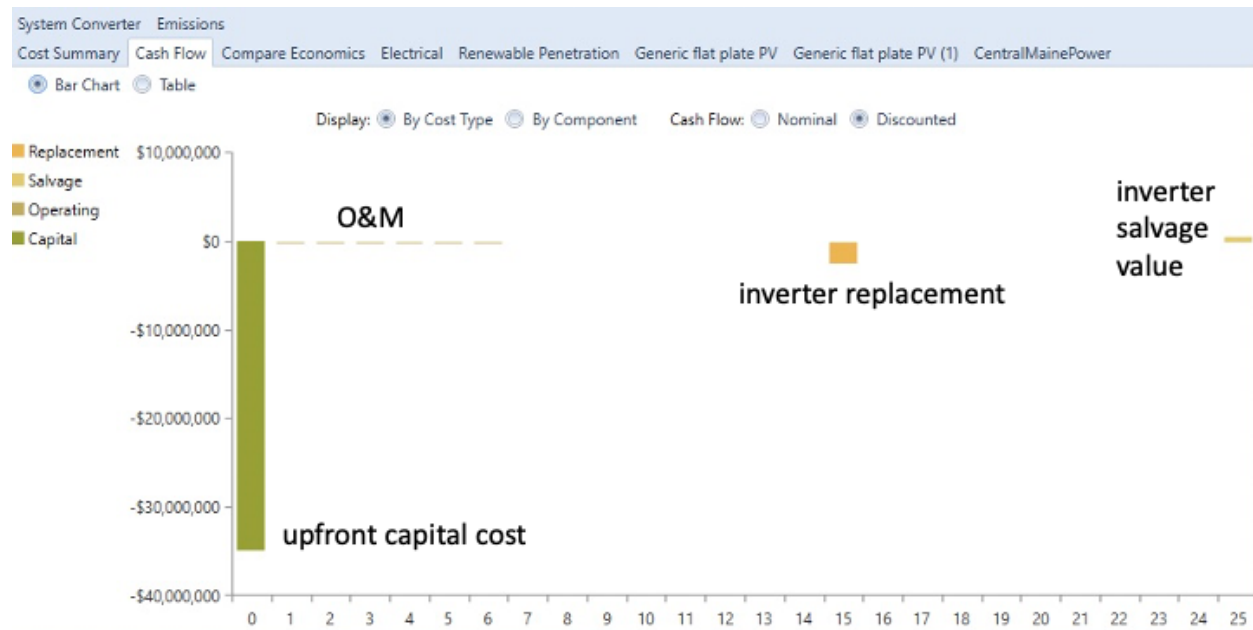 System Converter Emissions
Cost Summary Cash Flow Compare Economics Electrical Renewable Penetration Generic flat plate PV Generic flat plate PV (1) CentralMainePower
Bar Chart Table
Display: By Cost Type By Component Cash Flow: Nominal Discounted
Replacement
Salvage
Operating
Capital
$10,000,000
$0
-$10,000,000
-$20,000,000
-$30,000,000
-$40,000,000
O&M
inverter replacement
inverter
salvage
value
upfront capital cost
0 1 2 3 4 5 6 7 8 9 10 11 12 13 14 15 16 17 18 19 20 21 22 23 24 25